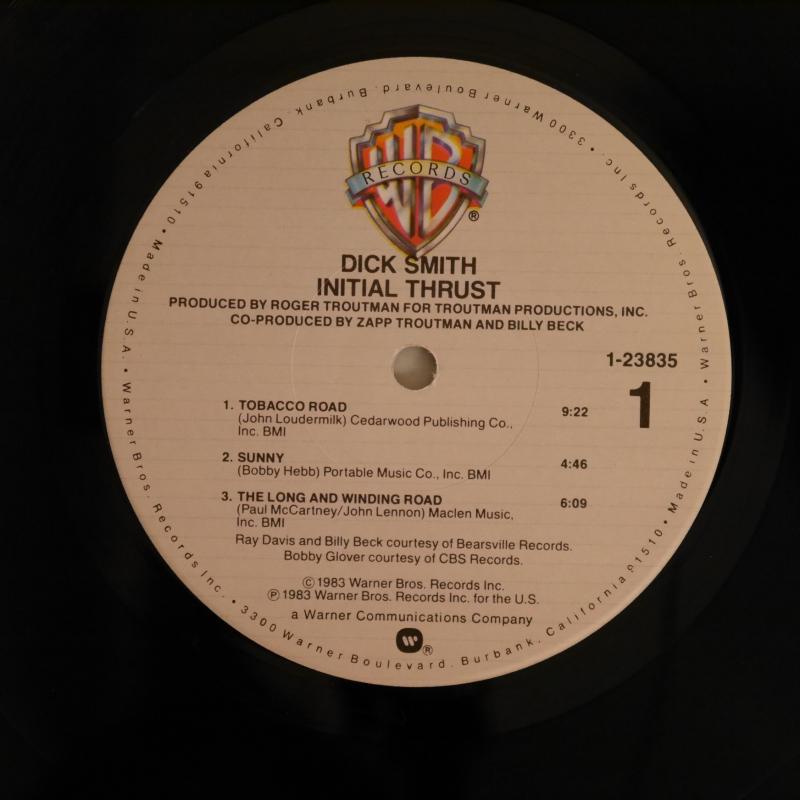 WB
RECORDS
®
DICK SMITH
INITIAL THRUST
PRODUCED BY ROGER TROUTMAN FOR TROUTMAN PRODUCTIONS, INC.
CO-PRODUCED BY ZAPP TROUTMAN AND BILLY BECK
1-23835
1
1. TOBACCO ROAD 9:22
(John Loudermilk) Cedarwood Publishing Co.,
Inc. BMI
2. SUNNY 4:46
(Bobby Hebb) Portable Music Co., Inc. BMI
3. THE LONG AND WINDING ROAD 6:09
(Paul McCartney/John Lennon) Maclen Music,
Inc. BMI
Ray Davis and Billy Beck courtesy of Bearsville Records.
Bobby Glover courtesy of CBS Records.
© 1983 Warner Bros. Records Inc.
℗ 1983 Warner Bros. Records Inc. for the U.S.
a Warner Communications Company
®
Warner Bros. Records Inc. • 3300 Warner Boulevard. Burbank, California 91510 • Made in U.S.A. • Warner Bros. Records Inc. • 3300 Warner Boulevard. Burbank, California 91510 • Made in U.S.A. •